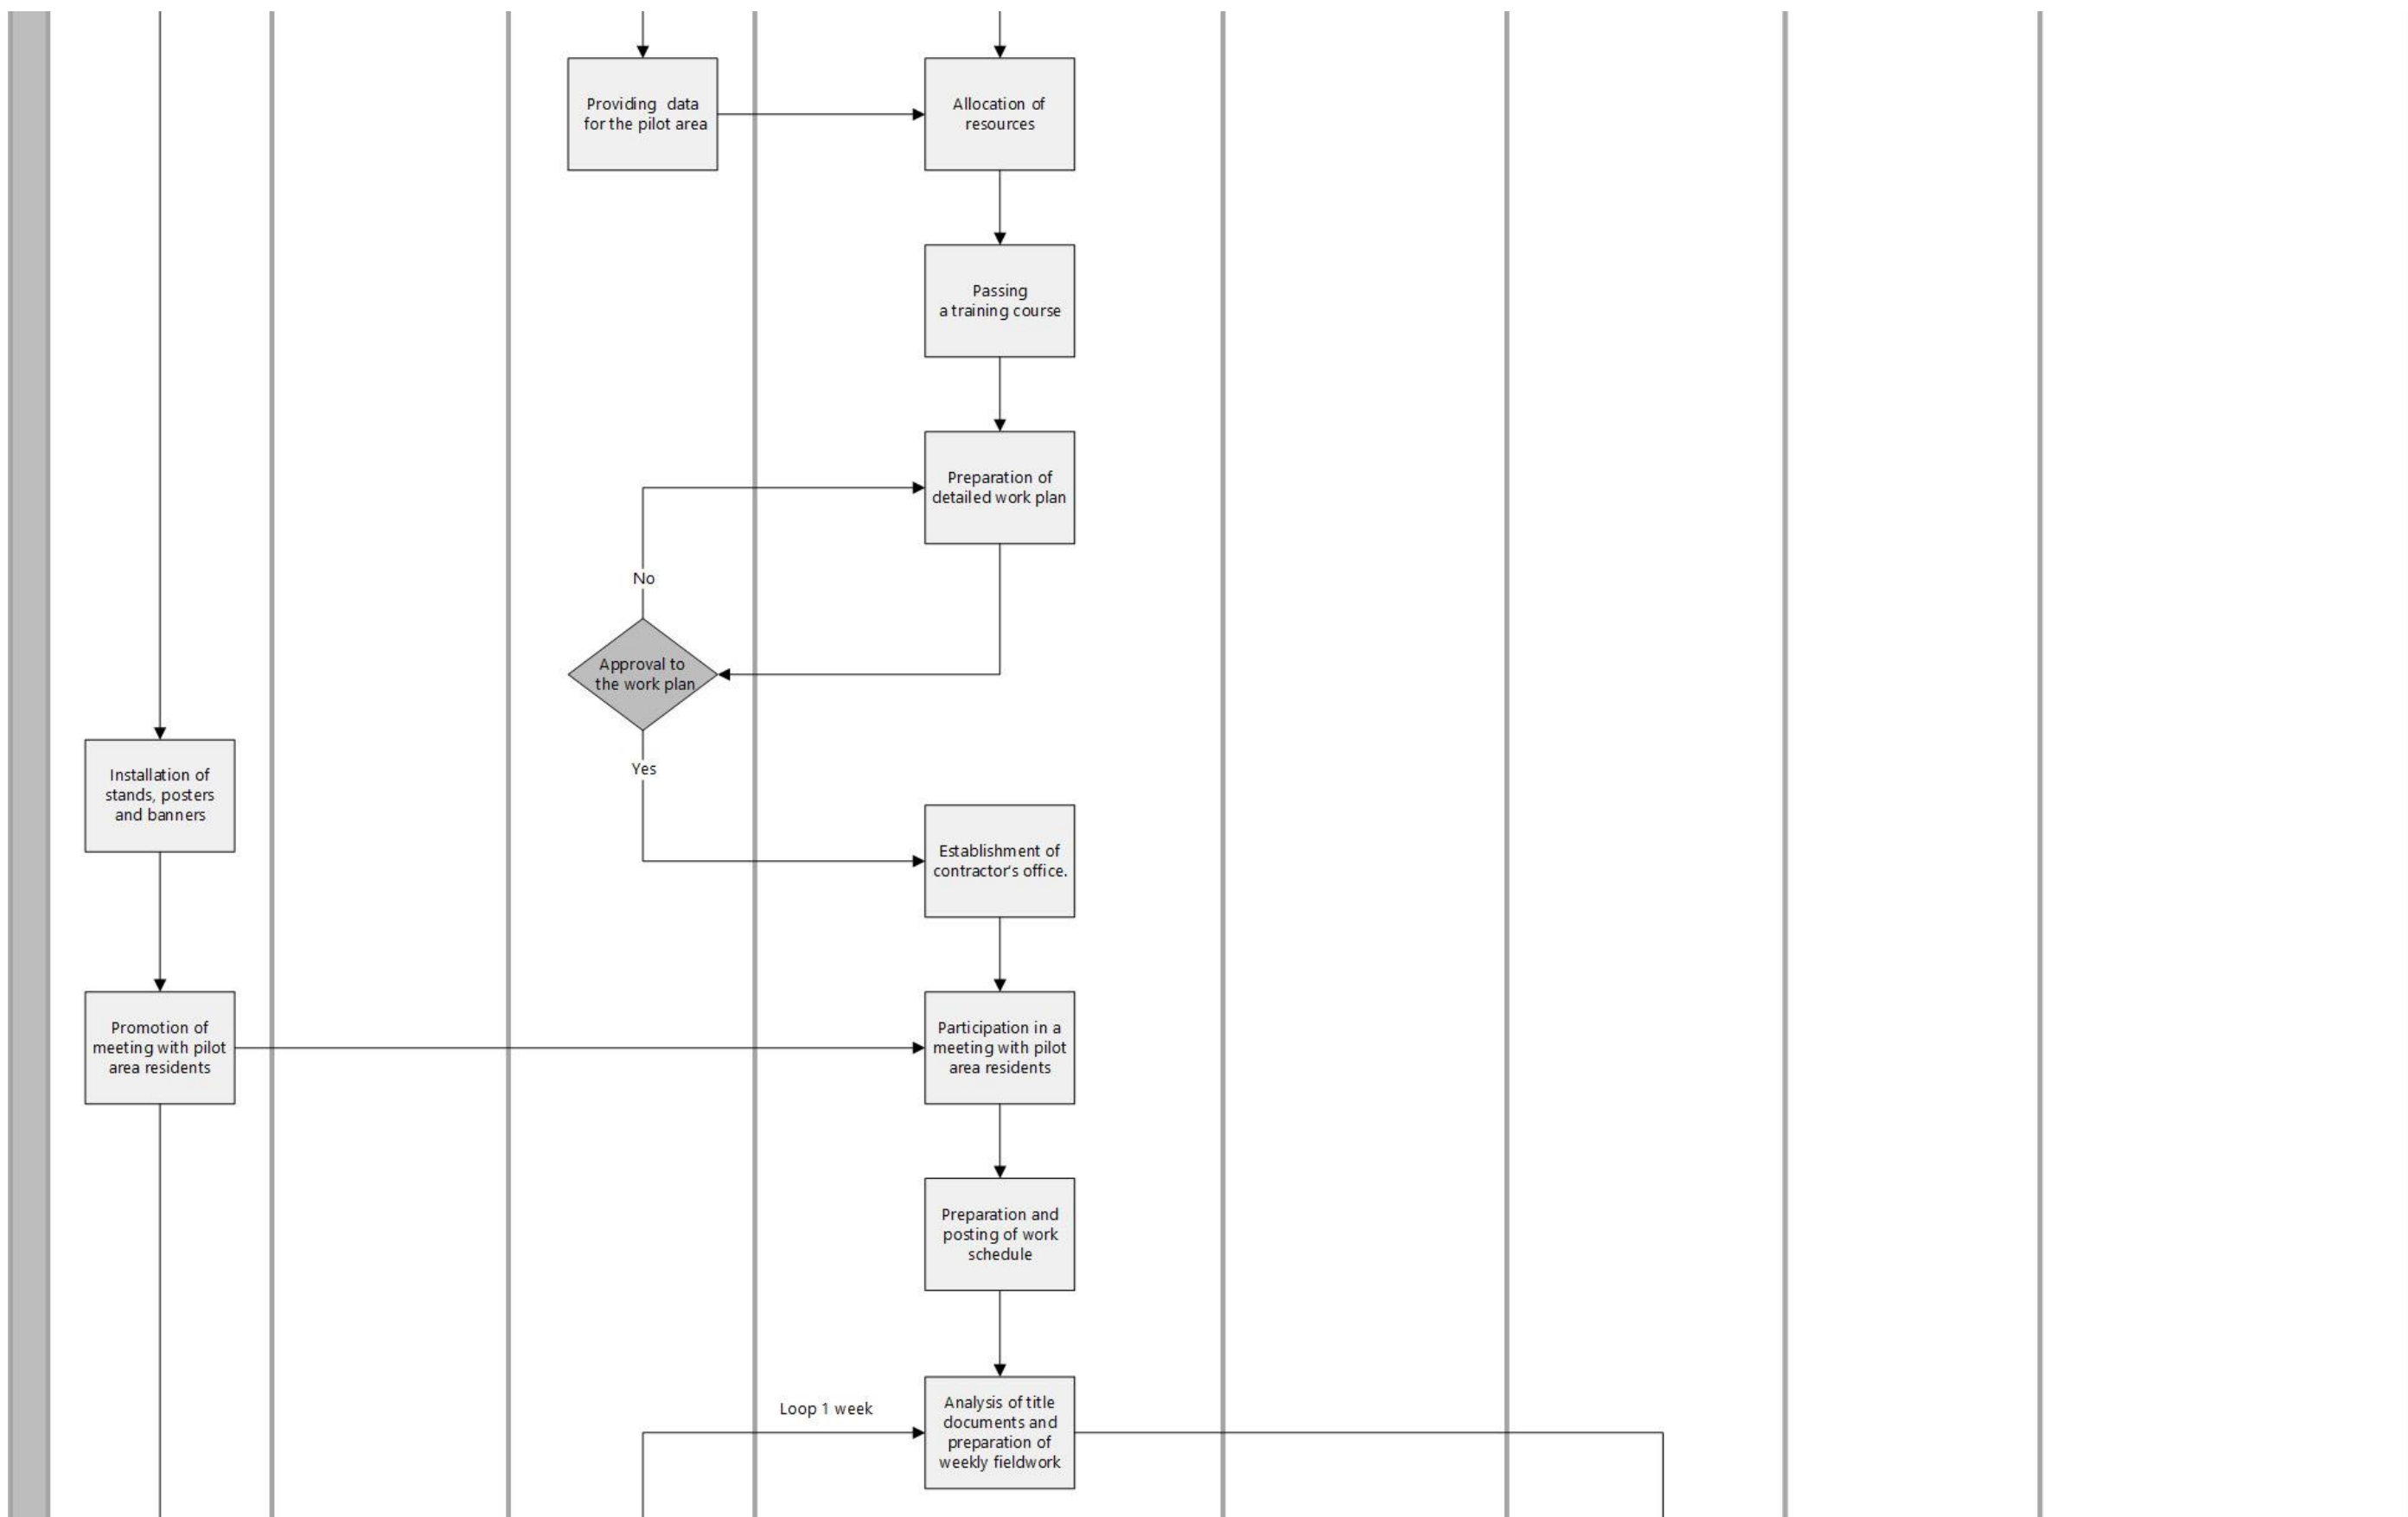 Providing data
for the pilot area
Allocation of
resources
Passing
a training course
Preparation of
detailed work plan
No
Approval to
the work plan
Yes
Installation of
stands, posters
and banners
Establishment of
contractor's office.
Promotion of
meeting with pilot
area residents
Participation in a
meeting with pilot
area residents
Preparation and
posting of work
schedule
Loop 1 week
Analysis of title
documents and
preparation of
weekly fieldwork